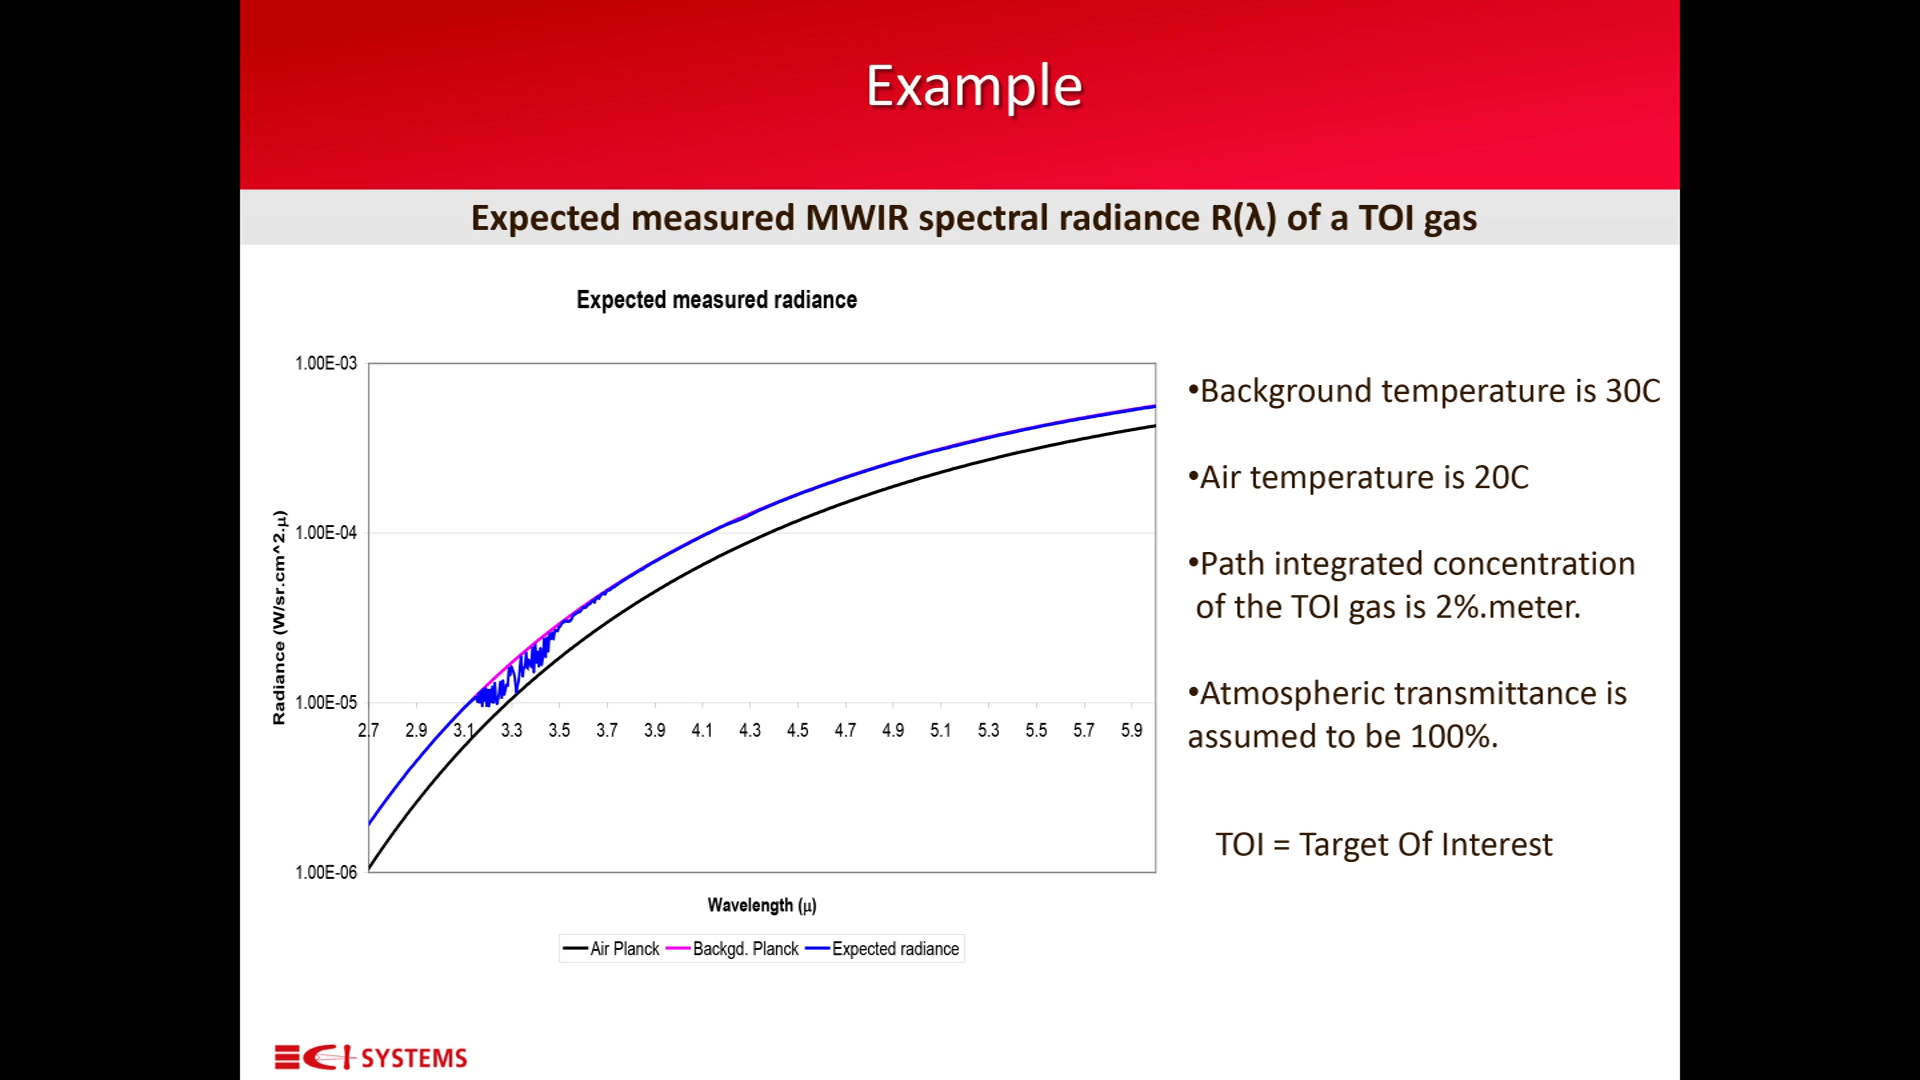 Example
Expected measured MWIR spectral radiance R(λ) of a TOI gas
Expected measured radiance
1.00E-03
1.00E-04
1.00E-05
1.00E-06
Radiance (W/sr.cm^2.μ)
2.7 2.9 3.1 3.3 3.5 3.7 3.9 4.1 4.3 4.5 4.7 4.9 5.1 5.3 5.5 5.7 5.9
Wavelength (μ)
Air Planck Backgd. Planck Expected radiance
•Background temperature is 30C
•Air temperature is 20C
•Path integrated concentration
of the TOI gas is 2%.meter.
•Atmospheric transmittance is
assumed to be 100%.
TOI = Target Of Interest
CI SYSTEMS